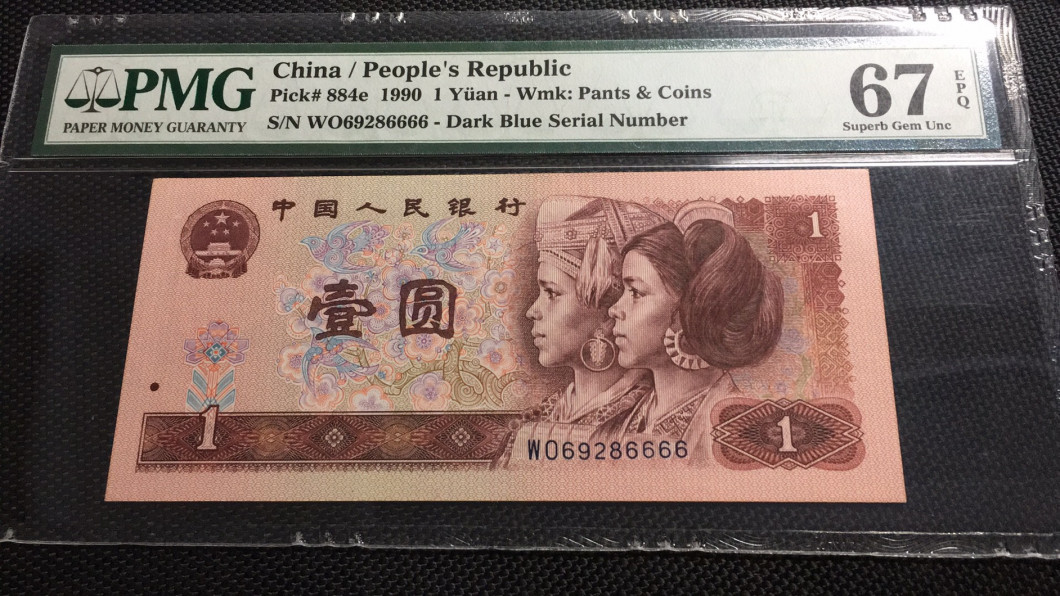 PMG
PAPER MONEY GUARANTY
China / People's Republic
Pick# 884e 1990 1 Yüan - Wmk: Pants & Coins
S/N WO69286666 - Dark Blue Serial Number
67
EPQ
Superb Gem Unc
中国人民银行
1
壹圆
1
WO69286666
1